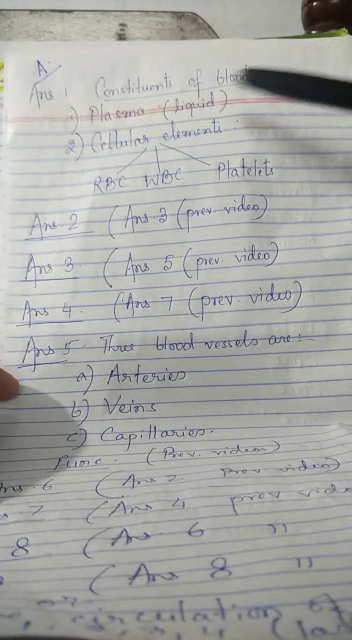 A.
Ans 1 Constituents of blood
1) Plasma (liquid)
2) Cellular elements :
RBC WBC Platelets
Ans 2 (Ans 3 (prev. video)
Ans 3. (Ans 5 (prev. video)
Ans 4. (Ans 7 (prev. video)
Ans 5. Three blood vessels are :-
a) Arteries
b) Veins
c) Capillaries.
Func. (Prev. video)
Ans. 6 (Ans 2 Prev video)
7 (Ans 4 prev
8 (Ans 6 "
(Ans 8 "
circulation of